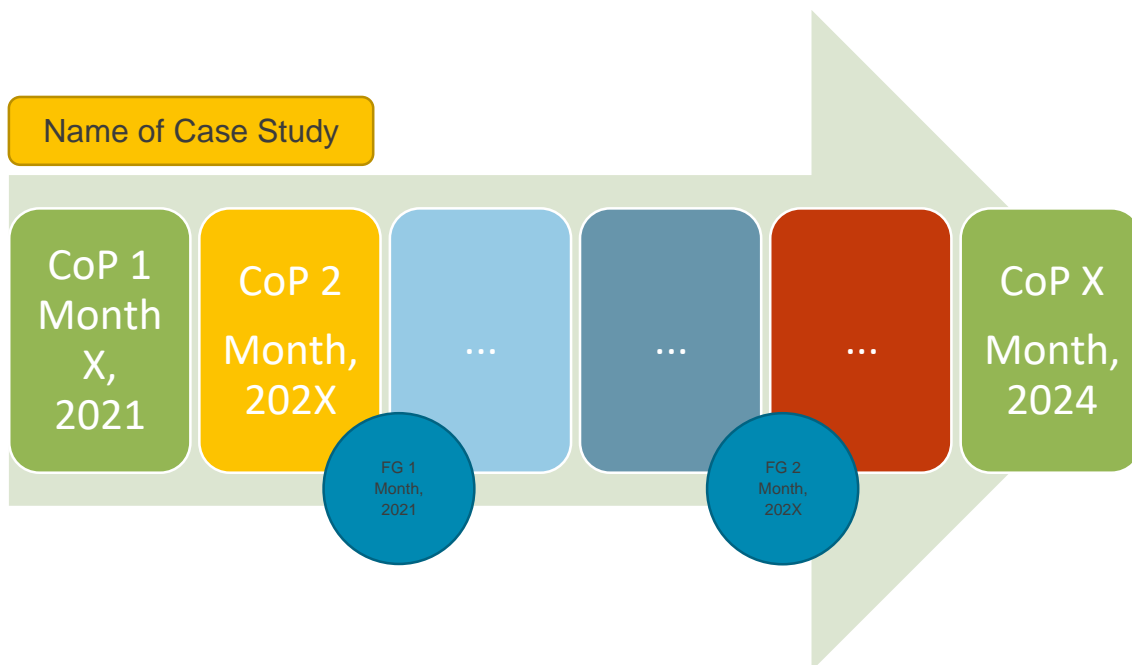 Name of Case Study
CoP 1
Month
X,
2021
CoP 2
Month,
202X
...
...
...
CoP X
Month,
2024
FG 1
Month,
2021
FG 2
Month,
202X